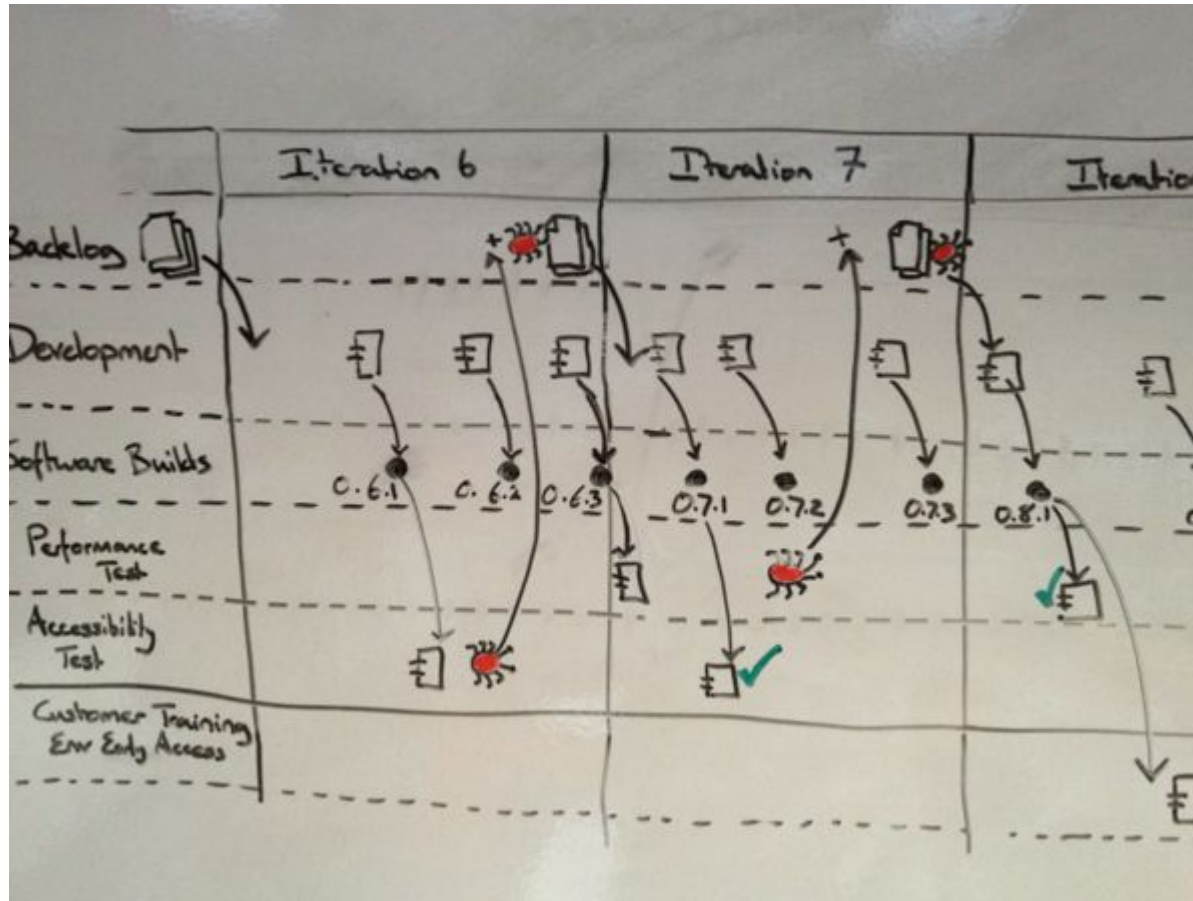 Iteration 6
Iteration 7
Iteration
Backlog
Development
Software Builds
0.6.1
0.6.2
0.6.3
0.7.1
0.7.2
0.7.3
0.8.1
Performance
Test
Accessibility
Test
Customer Training
Env Early Access